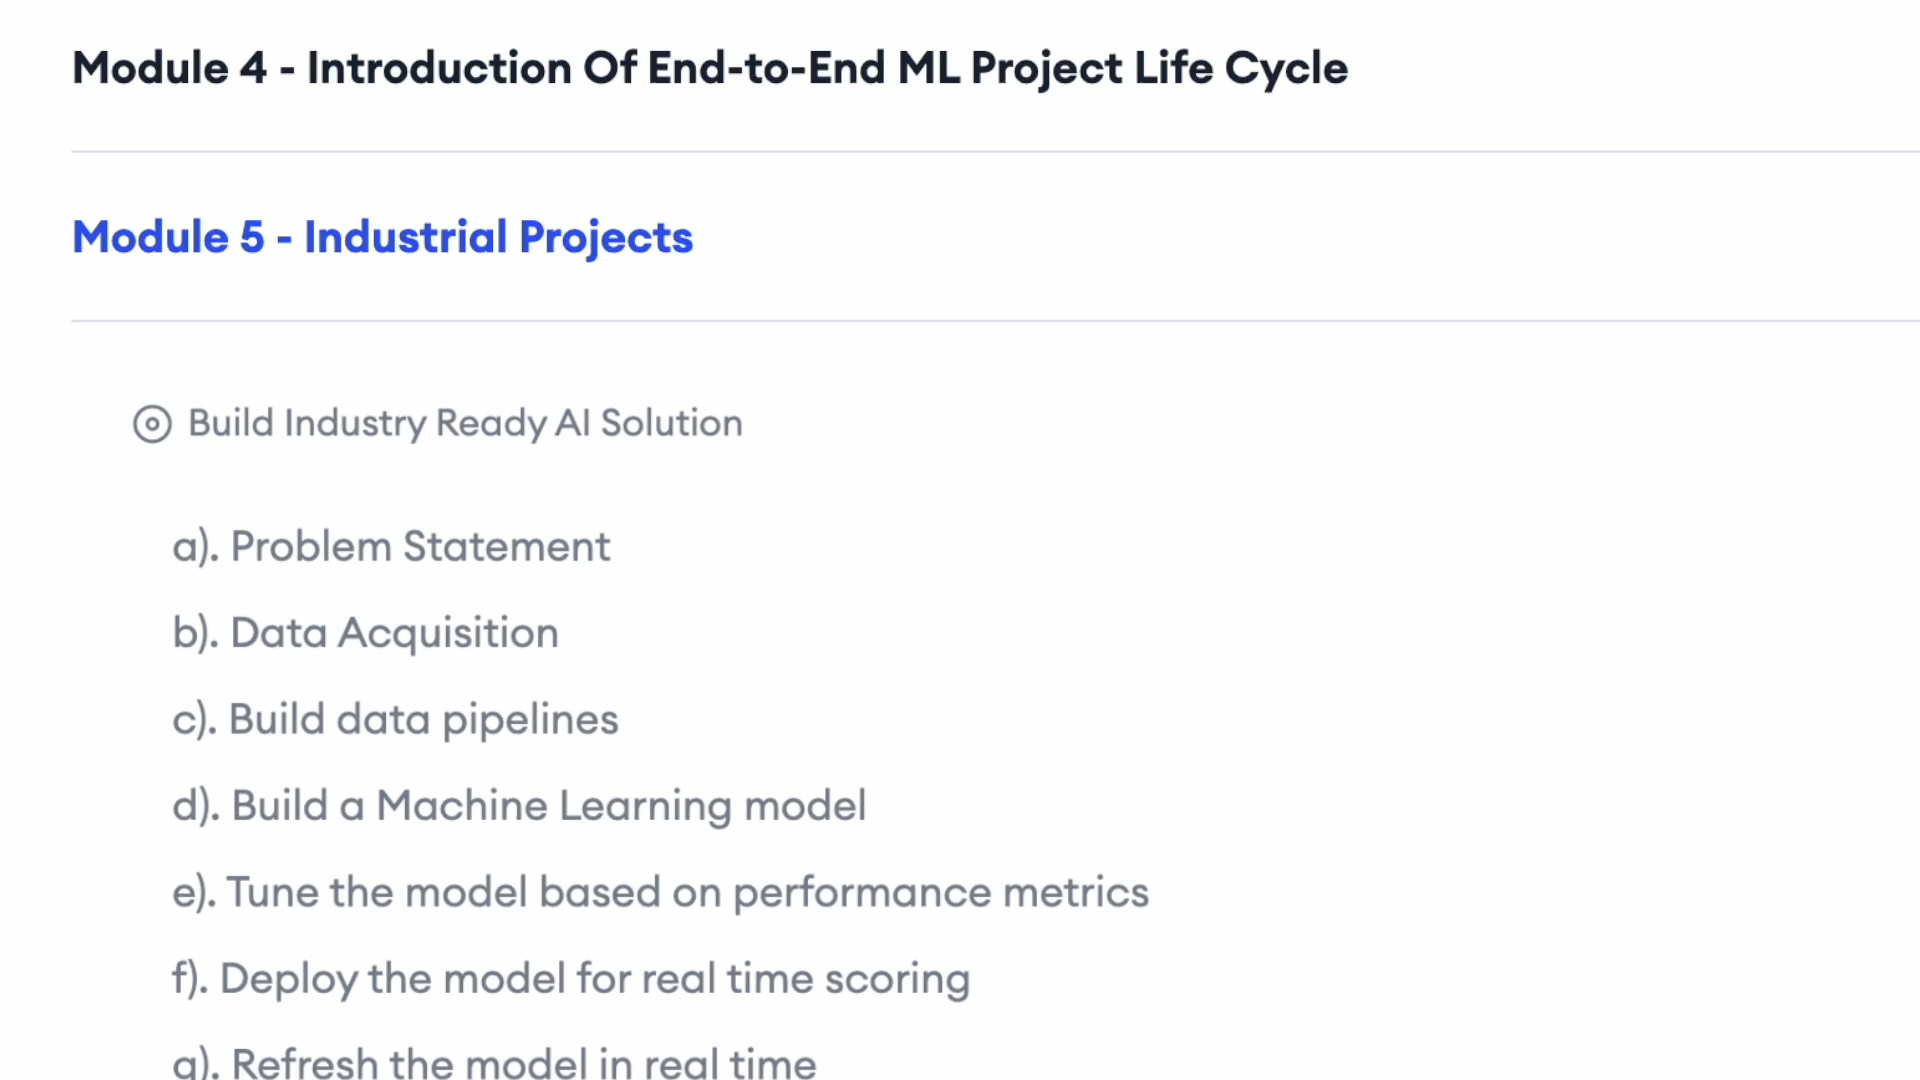 Module 4 - Introduction Of End-to-End ML Project Life Cycle
Module 5 - Industrial Projects
Build Industry Ready AI Solution
a). Problem Statement
b). Data Acquisition
c). Build data pipelines
d). Build a Machine Learning model
e). Tune the model based on performance metrics
f). Deploy the model for real time scoring
g). Refresh the model in real time